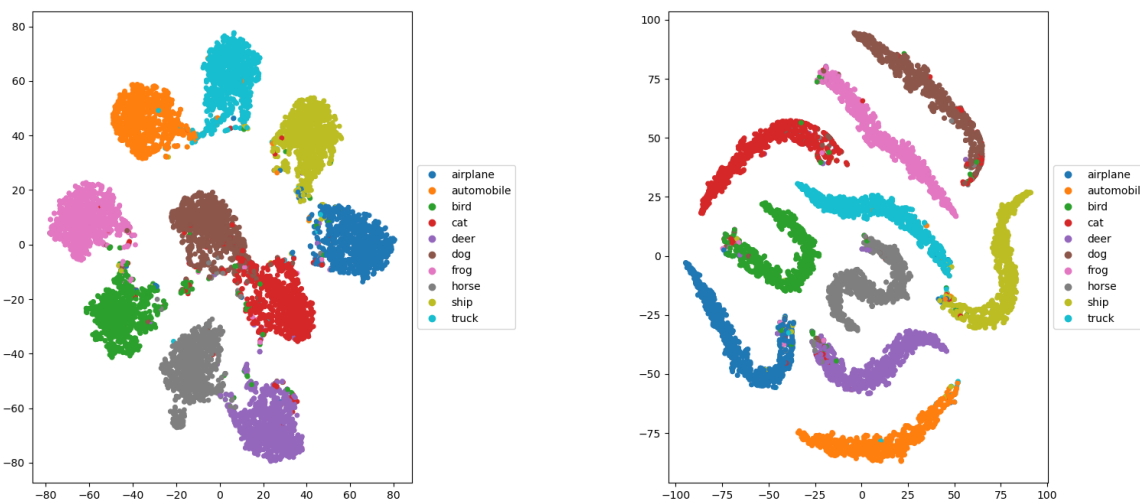 80
60
40
20
0
−20
−40
−60
−80
−80 −60 −40 −20 0 20 40 60 80
airplane
automobile
bird
cat
deer
dog
frog
horse
ship
truck
100
75
50
25
0
−25
−50
−75
−100 −75 −50 −25 0 25 50 75 100
airplane
automobil
bird
cat
deer
dog
frog
horse
ship
truck